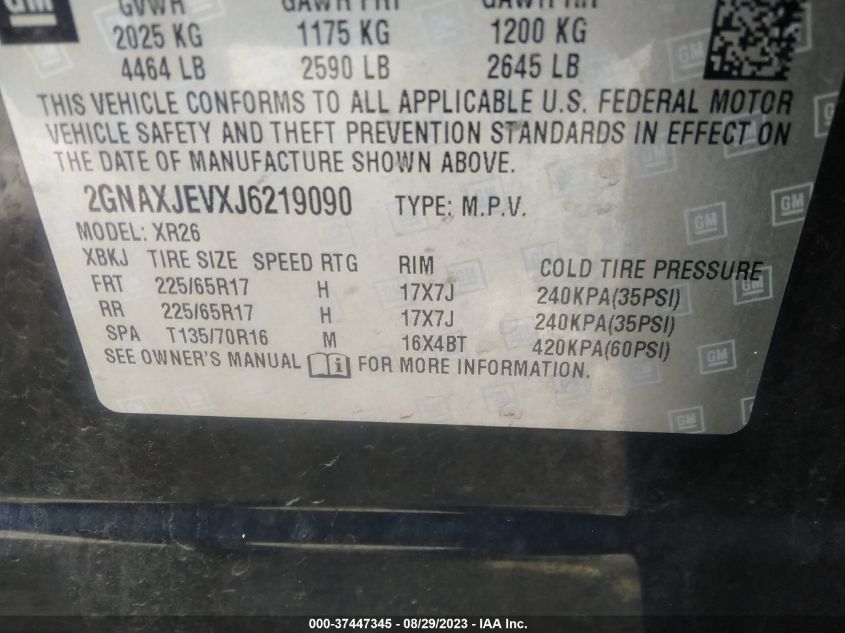 GM GVWR GAWR FRT GAWR RR
2025 KG 1175 KG 1200 KG
4464 LB 2590 LB 2645 LB
THIS VEHICLE CONFORMS TO ALL APPLICABLE U.S. FEDERAL MOTOR
VEHICLE SAFETY AND THEFT PREVENTION STANDARDS IN EFFECT ON
THE DATE OF MANUFACTURE SHOWN ABOVE.
2GNAXJEVXJ6219090 TYPE: M.P.V.
MODEL: XR26
XBKJ TIRE SIZE SPEED RTG RIM COLD TIRE PRESSURE
FRT 225/65R17 H 17X7J 240KPA(35PSI)
RR 225/65R17 H 17X7J 240KPA(35PSI)
SPA T135/70R16 M 16X4BT 420KPA(60PSI)
SEE OWNER'S MANUAL FOR MORE INFORMATION.
000-37447345 - 08/29/2023 - IAA Inc.